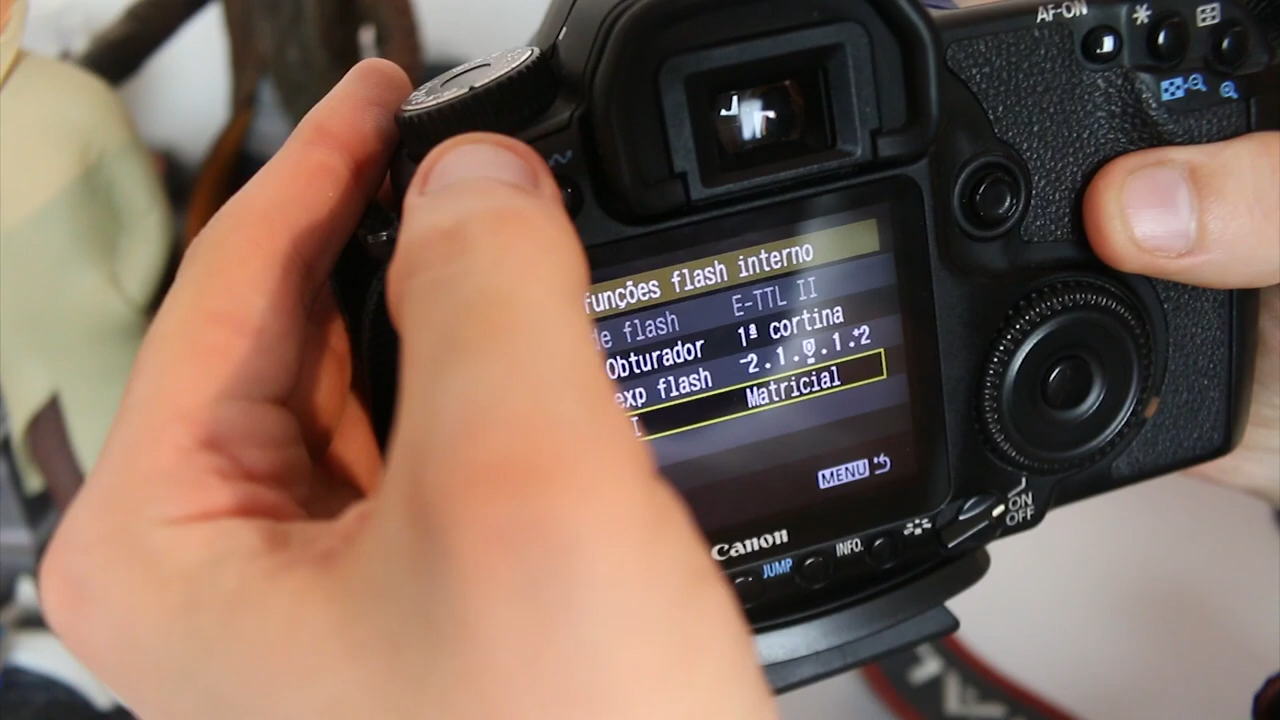 AF-ON
funções flash interno
de flash E-TTL II
Obturador 1ª cortina
exp flash -2.1.0.1.+2
I Matricial
MENU
ON
OFF
Canon
JUMP INFO.